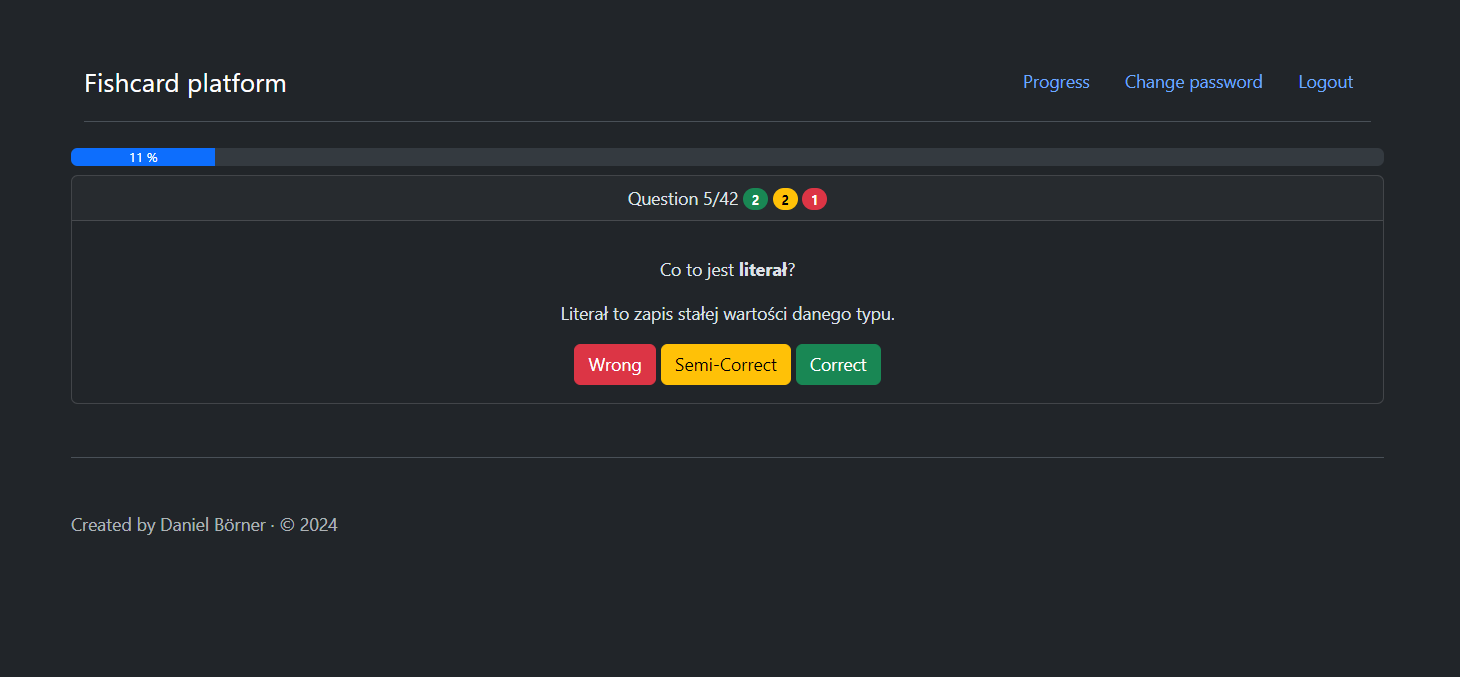 Fishcard platform
Progress Change password Logout
11 %
Question 5/42 2 2 1
Co to jest literał?
Literał to zapis stałej wartości danego typu.
Wrong Semi-Correct Correct
Created by Daniel Börner · © 2024